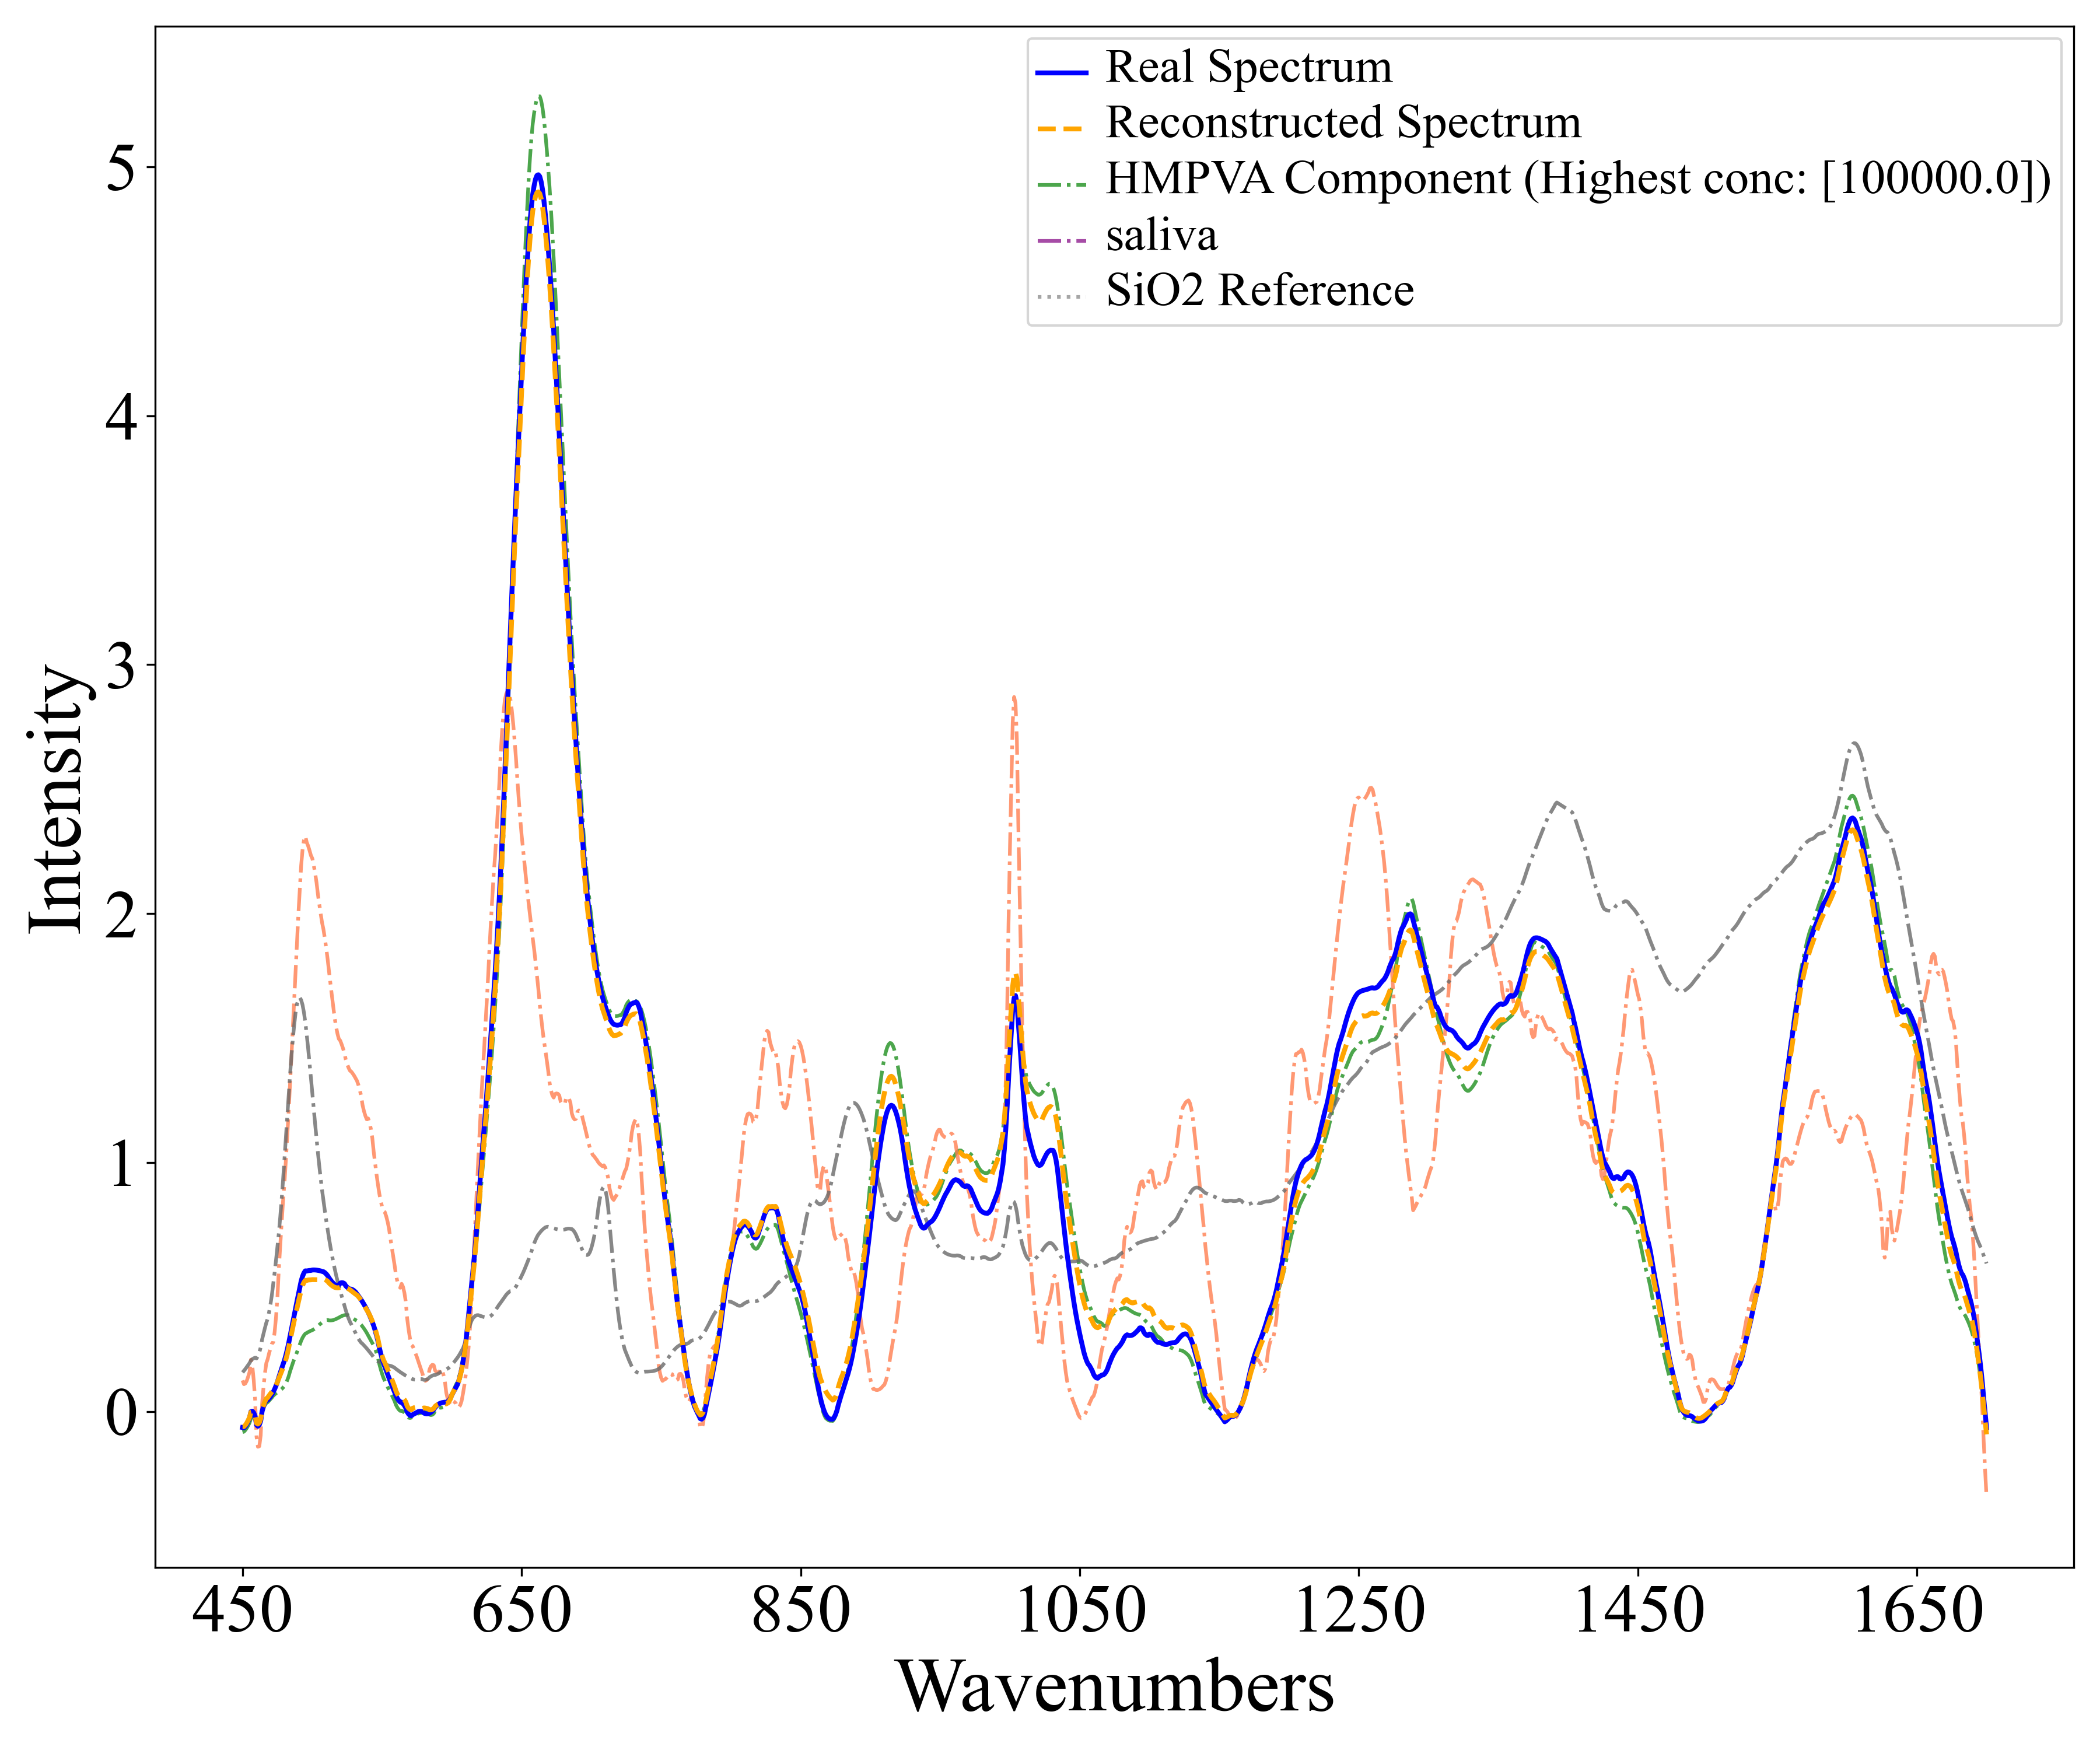 Real Spectrum
Reconstructed Spectrum
HMPVA Component (Highest conc: [100000.0])
saliva
SiO2 Reference
Intensity
5
4
3
2
1
0
450 650 850 1050 1250 1450 1650
Wavenumbers